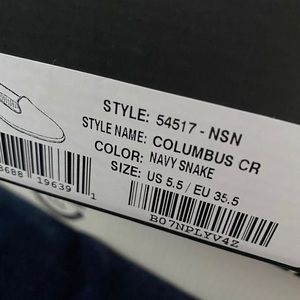 STYLE: 54517 - NSN
STYLE NAME: COLUMBUS CR
COLOR: NAVY SNAKE
SIZE: US 5.5 / EU 35.5
8688 19639 1
B07NPLYV4Z